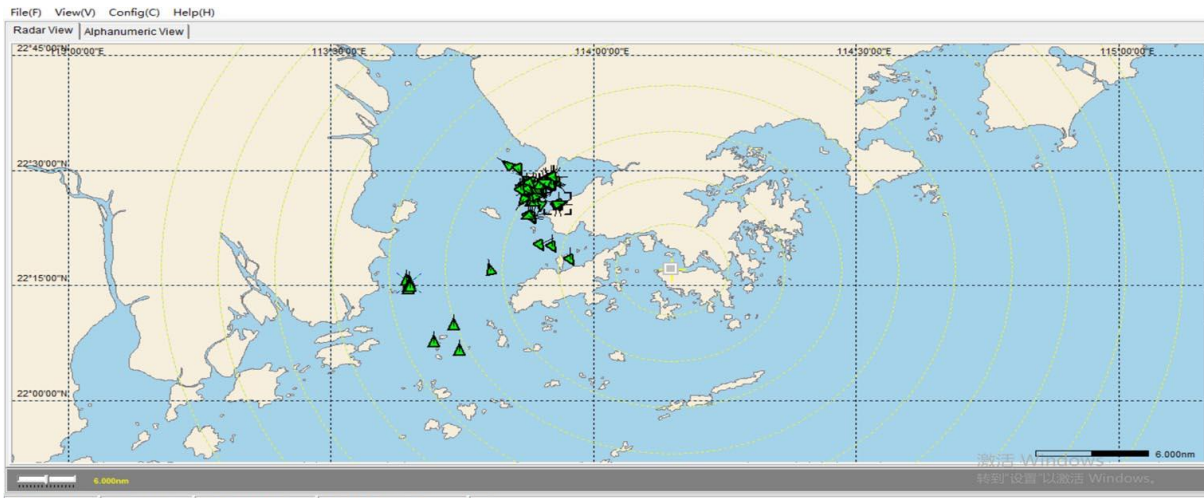 File(F) View(V) Config(C) Help(H)
Radar View Alphanumeric View
22°45'00"N 113°00'00"E 113°30'00"E 114°00'00"E 114°30'00"E 115°00'00"E
22°30'00"N
22°15'00"N
22°00'00"N
6.000nm
激活 Windows
转到"设置"以激活 Windows。
6.000nm